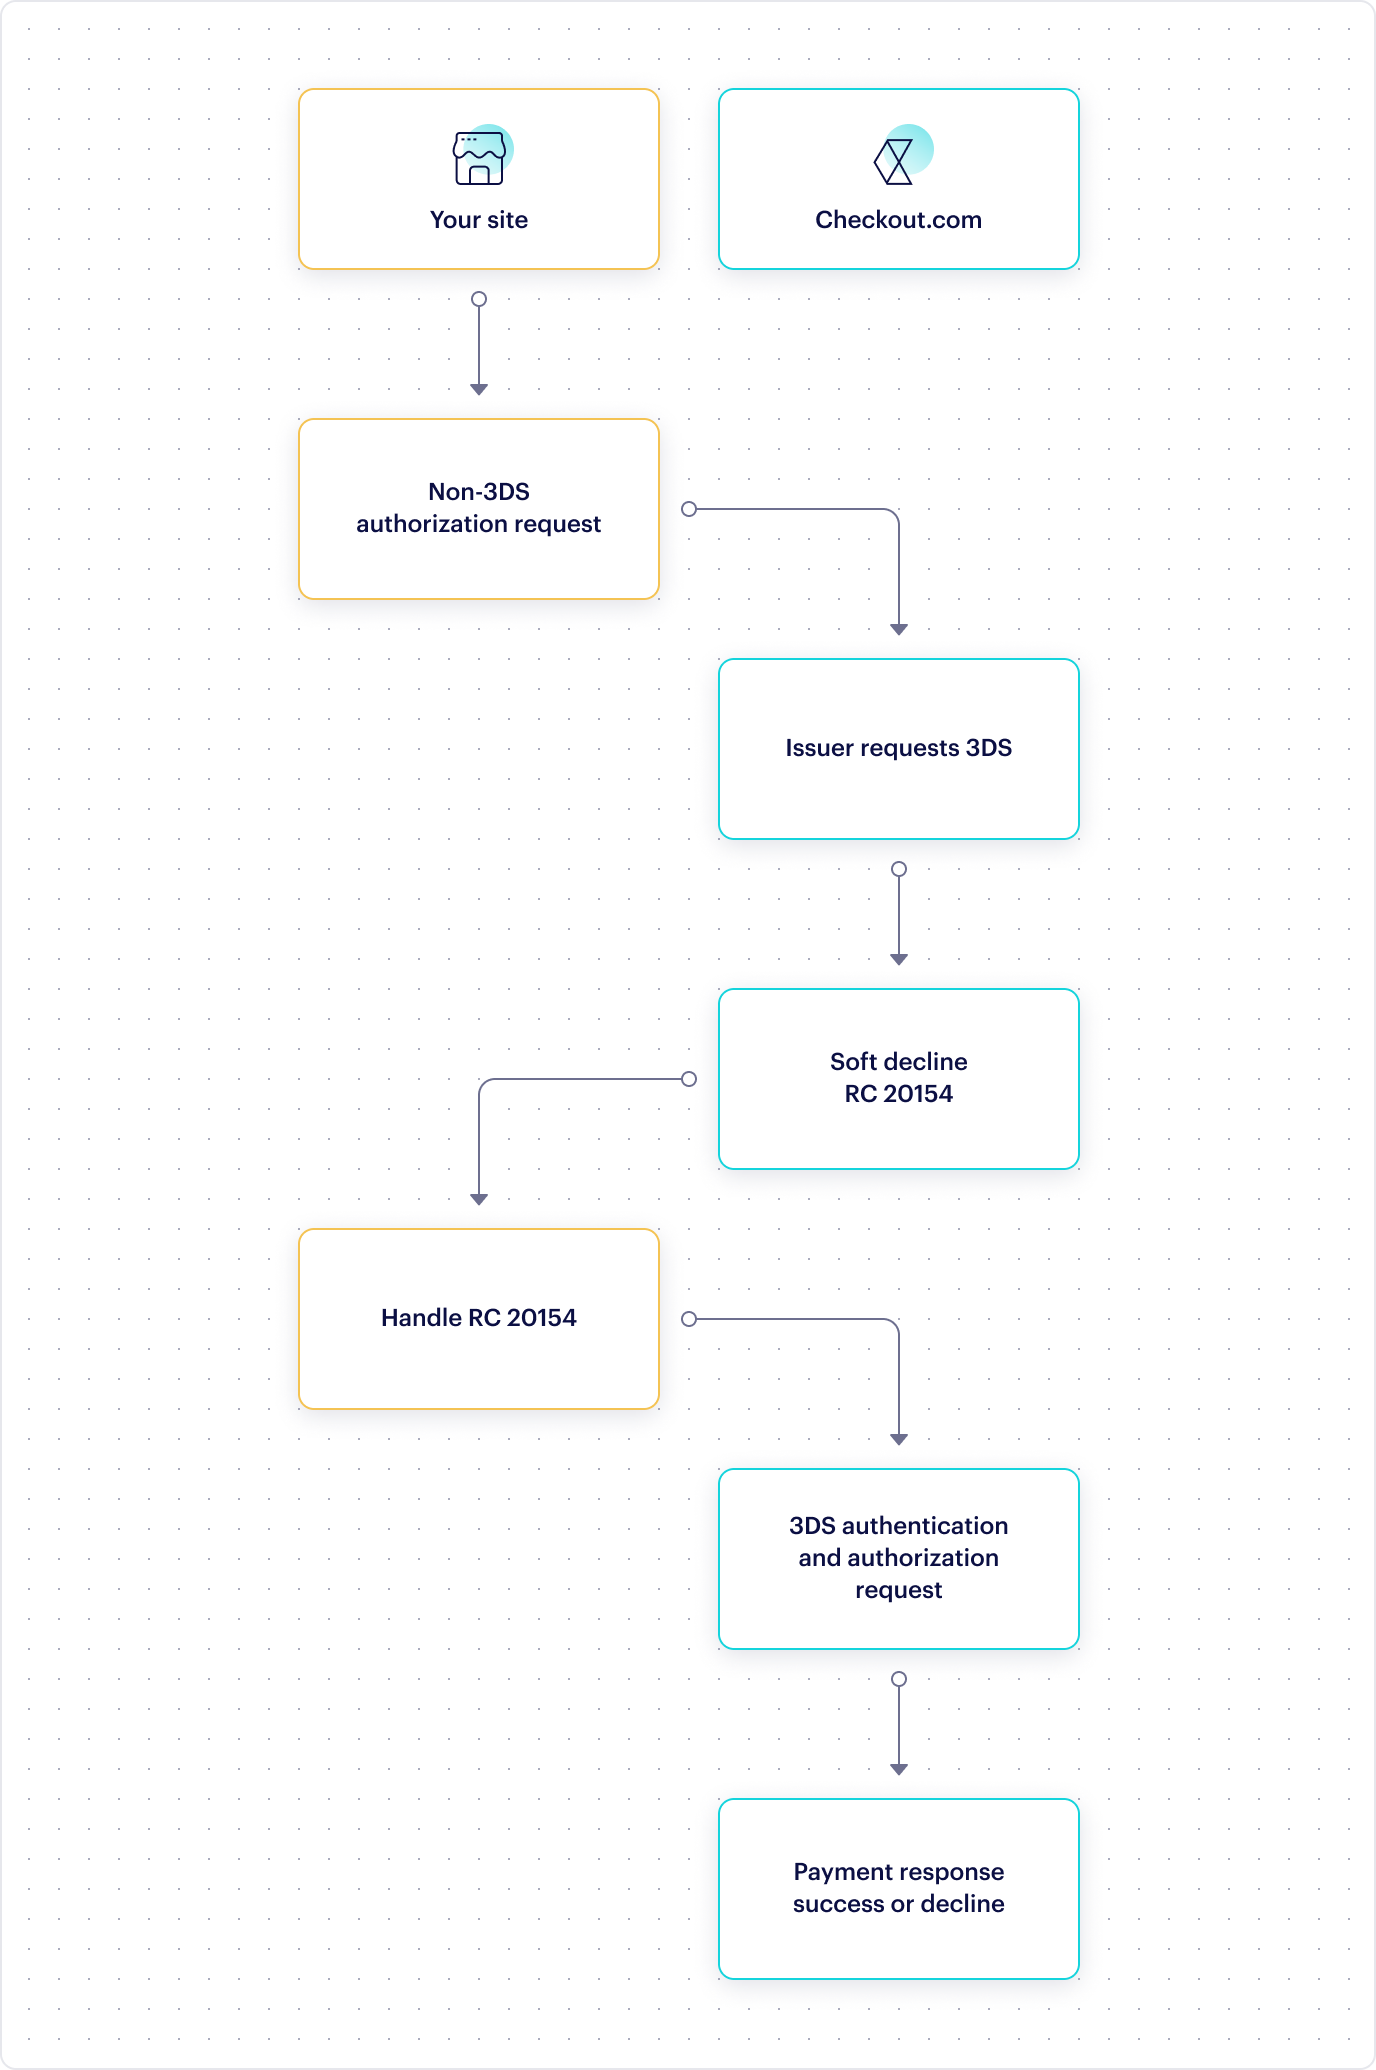 Your site
Checkout.com
Non-3DS
authorization request
Issuer requests 3DS
Soft decline
RC 20154
Handle RC 20154
3DS authentication
and authorization
request
Payment response
success or decline